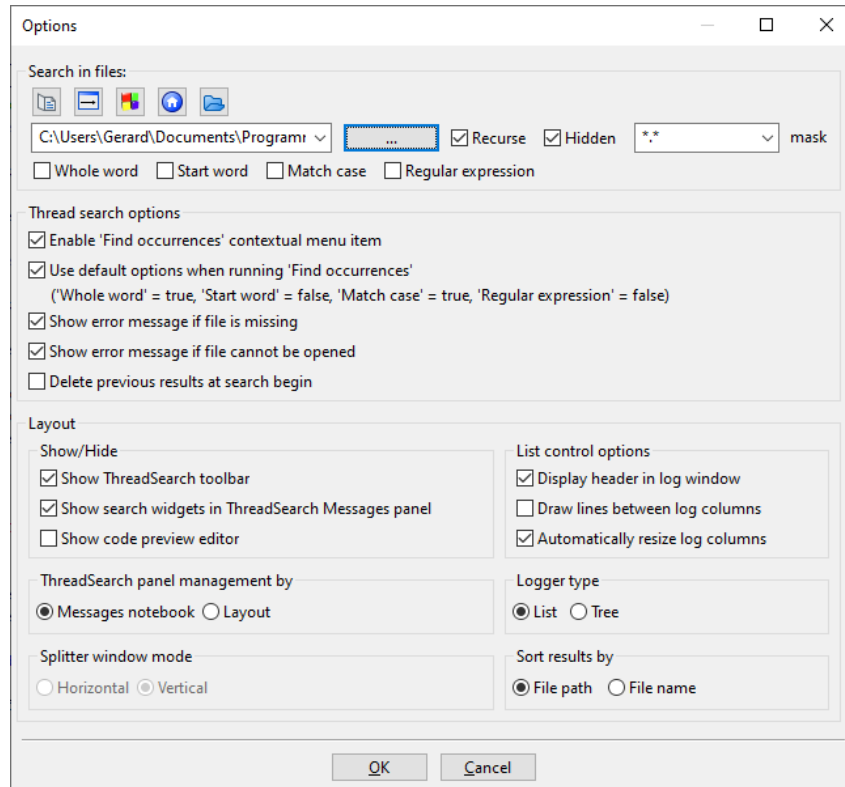 Options
Search in files:
C:\Users\Gerard\Documents\Programr ... Recurse Hidden *.* mask
Whole word Start word Match case Regular expression
Thread search options
Enable 'Find occurrences' contextual menu item
Use default options when running 'Find occurrences'
('Whole word' = true, 'Start word' = false, 'Match case' = true, 'Regular expression' = false)
Show error message if file is missing
Show error message if file cannot be opened
Delete previous results at search begin
Layout
Show/Hide
Show ThreadSearch toolbar
Show search widgets in ThreadSearch Messages panel
Show code preview editor
List control options
Display header in log window
Draw lines between log columns
Automatically resize log columns
ThreadSearch panel management by
Messages notebook Layout
Logger type
List Tree
Splitter window mode
Horizontal Vertical
Sort results by
File path File name
OK Cancel